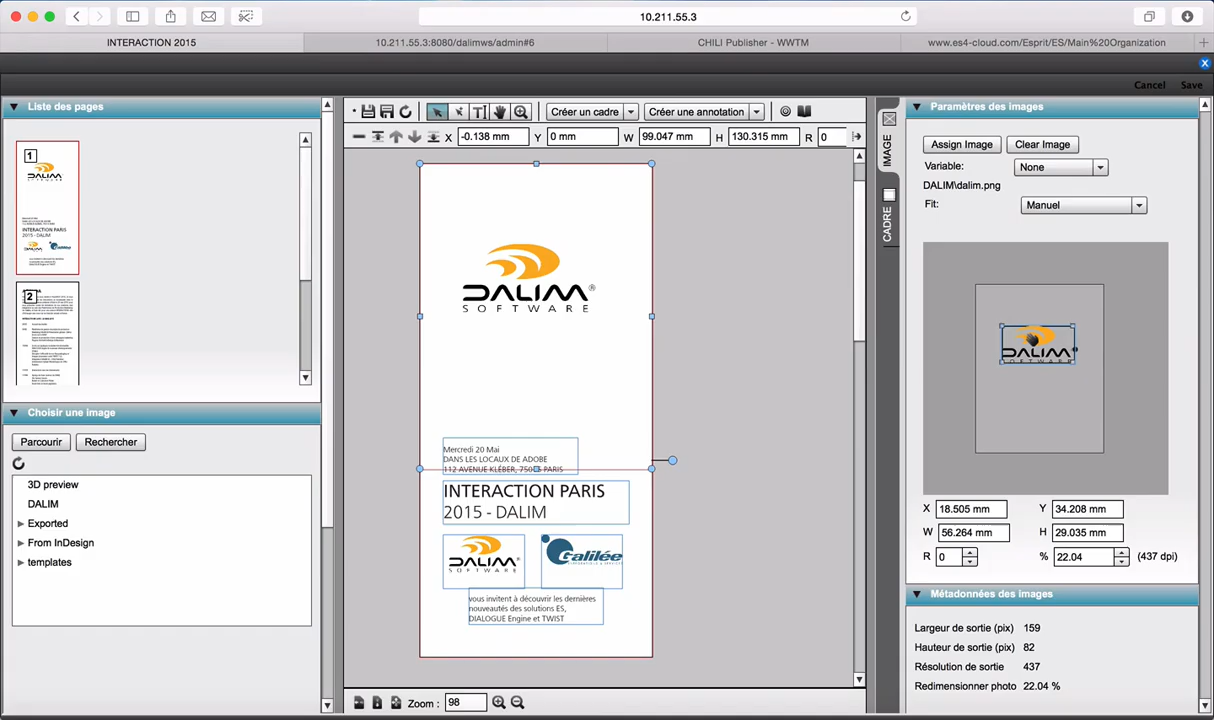 10.211.55.3
INTERACTION 2015
10.211.55.3:8080/dalimws/admin#6
CHILI Publisher - WWTM
www.es4-cloud.com/Esprit/ES/Main%20Organization
Cancel
Save
Liste des pages
1
DALIM
SOFTWARE
INTERACTION PARIS
2015 - DALIM
Galilée
2
Choisir une image
Parcourir
Rechercher
3D preview
DALIM
Exported
From InDesign
templates
Créer un cadre
Créer une annotation
X -0.138 mm Y 0 mm W 99.047 mm H 130.315 mm R 0
DALIM®
SOFTWARE
Mercredi 20 Mai
DANS LES LOCAUX DE ADOBE
112 AVENUE KLÉBER, PARIS
INTERACTION PARIS
2015 - DALIM
DALIM
SOFTWARE
Galilée
vous invitent à découvrir les dernières
nouveautés des solutions ES,
DIALOGUE Engine et TWIST
Zoom : 98
IMAGE
CADRE
Paramètres des images
Assign Image
Clear Image
Variable: None
DALIM\dalim.png
Fit: Manuel
DALIM
SOFTWARE
X 18.505 mm Y 34.208 mm
W 56.264 mm H 29.035 mm
R 0 % 22.04 (437 dpi)
Métadonnées des images
Largeur de sortie (pix) 159
Hauteur de sortie (pix) 82
Résolution de sortie 437
Redimensionner photo 22.04 %